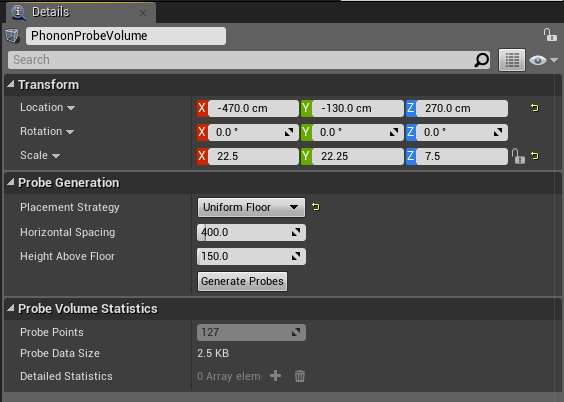 Details
PhononProbeVolume
Search
Transform
Location X -470.0 cm Y -130.0 cm Z 270.0 cm
Rotation X 0.0 ° Y 0.0 ° Z 0.0 °
Scale X 22.5 Y 22.25 Z 7.5
Probe Generation
Placement Strategy Uniform Floor
Horizontal Spacing 400.0
Height Above Floor 150.0
Generate Probes
Probe Volume Statistics
Probe Points 127
Probe Data Size 2.5 KB
Detailed Statistics 0 Array elem